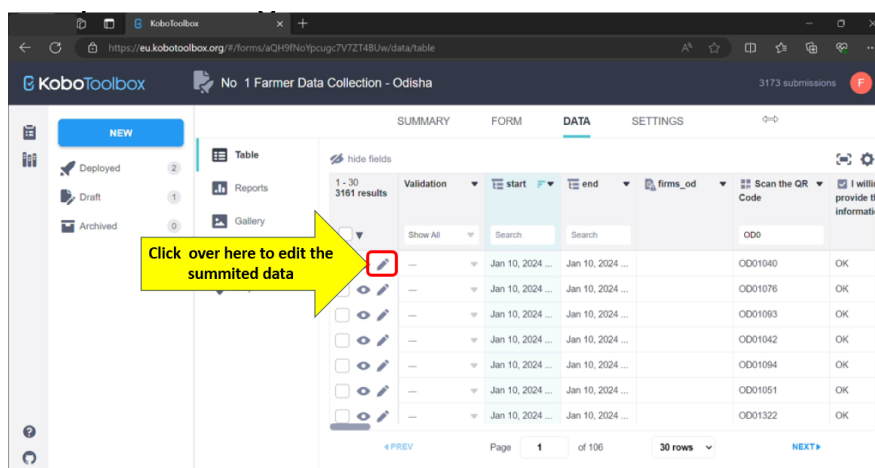 KoboToolbox
https://eu.kobotoolbox.org/#/forms/aQH9fNoYpcugc7V7ZT4BUw/data/table
KoboToolbox
No 1 Farmer Data Collection - Odisha
3173 submissions
F
SUMMARY FORM DATA SETTINGS
NEW
Deployed 2
Draft 1
Archived 0
Table
Reports
Gallery
hide fields
1 - 30
3161 results
Validation
start
end
firms_od
Scan the QR
Code
I willin
provide th
informati
Show All
Search
Search
OD0
Click over here to edit the
summited data
— Jan 10, 2024 ... Jan 10, 2024 ... OD01040 OK
— Jan 10, 2024 ... Jan 10, 2024 ... OD01076 OK
— Jan 10, 2024 ... Jan 10, 2024 ... OD01093 OK
— Jan 10, 2024 ... Jan 10, 2024 ... OD01042 OK
— Jan 10, 2024 ... Jan 10, 2024 ... OD01094 OK
— Jan 10, 2024 ... Jan 10, 2024 ... OD01051 OK
— Jan 10, 2024 ... Jan 10, 2024 ... OD01322 OK
PREV Page 1 of 106 30 rows NEXT